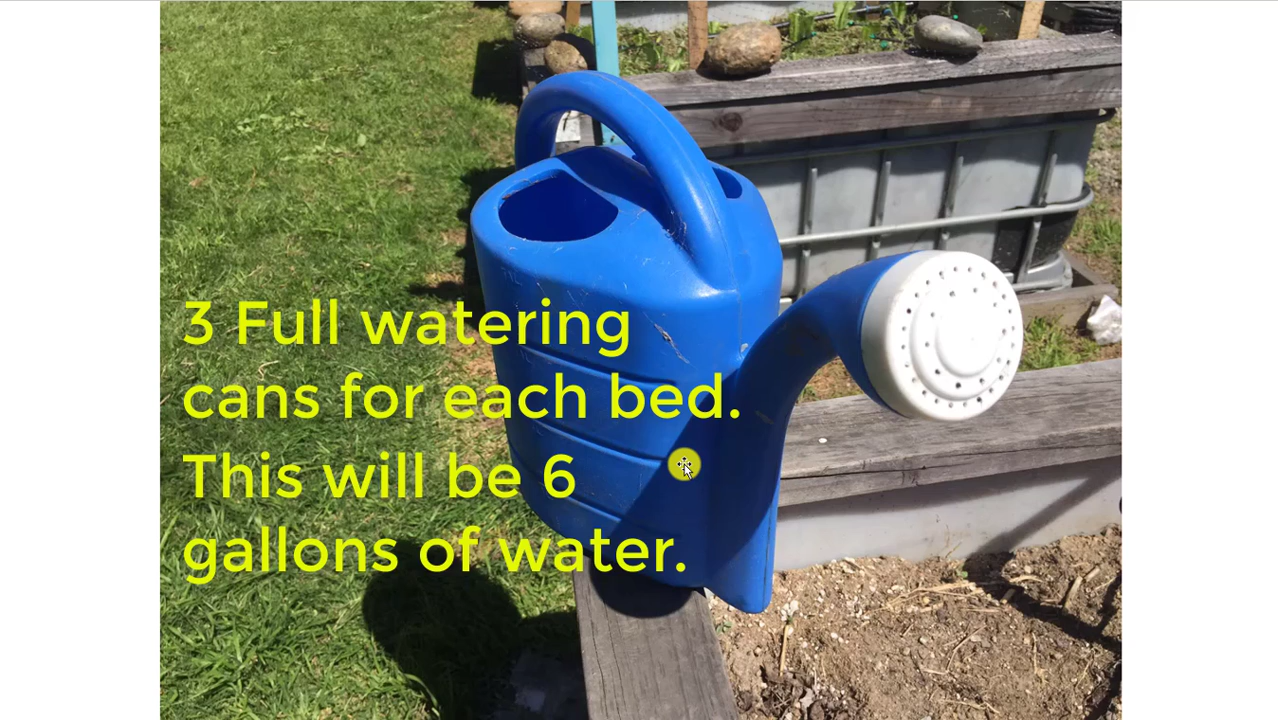 3 Full watering
cans for each bed.
This will be 6
gallons of water.